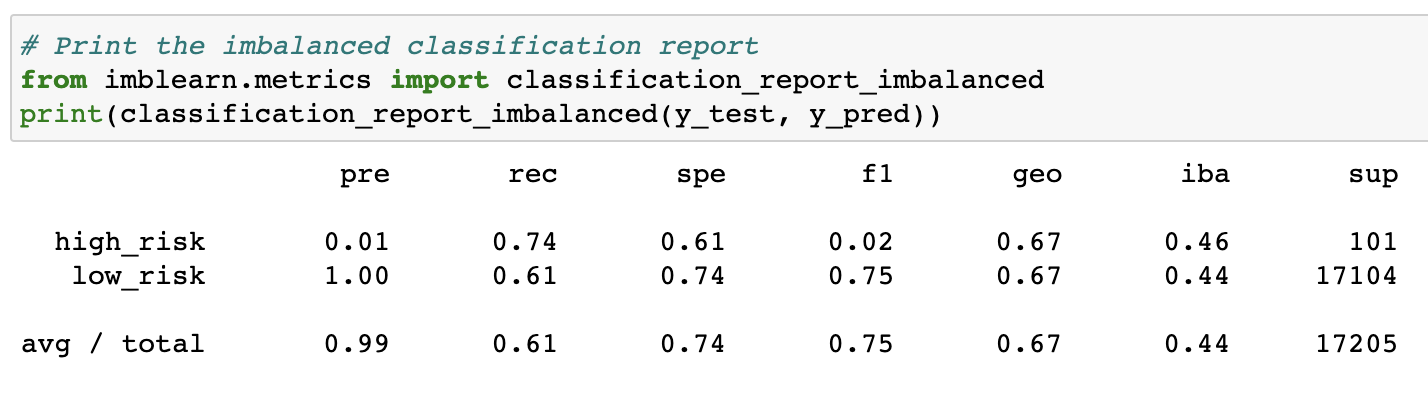 # Print the imbalanced classification report
from imblearn.metrics import classification_report_imbalanced
print(classification_report_imbalanced(y_test, y_pred))
pre rec spe f1 geo iba sup
high_risk 0.01 0.74 0.61 0.02 0.67 0.46 101
low_risk 1.00 0.61 0.74 0.75 0.67 0.44 17104
avg / total 0.99 0.61 0.74 0.75 0.67 0.44 17205